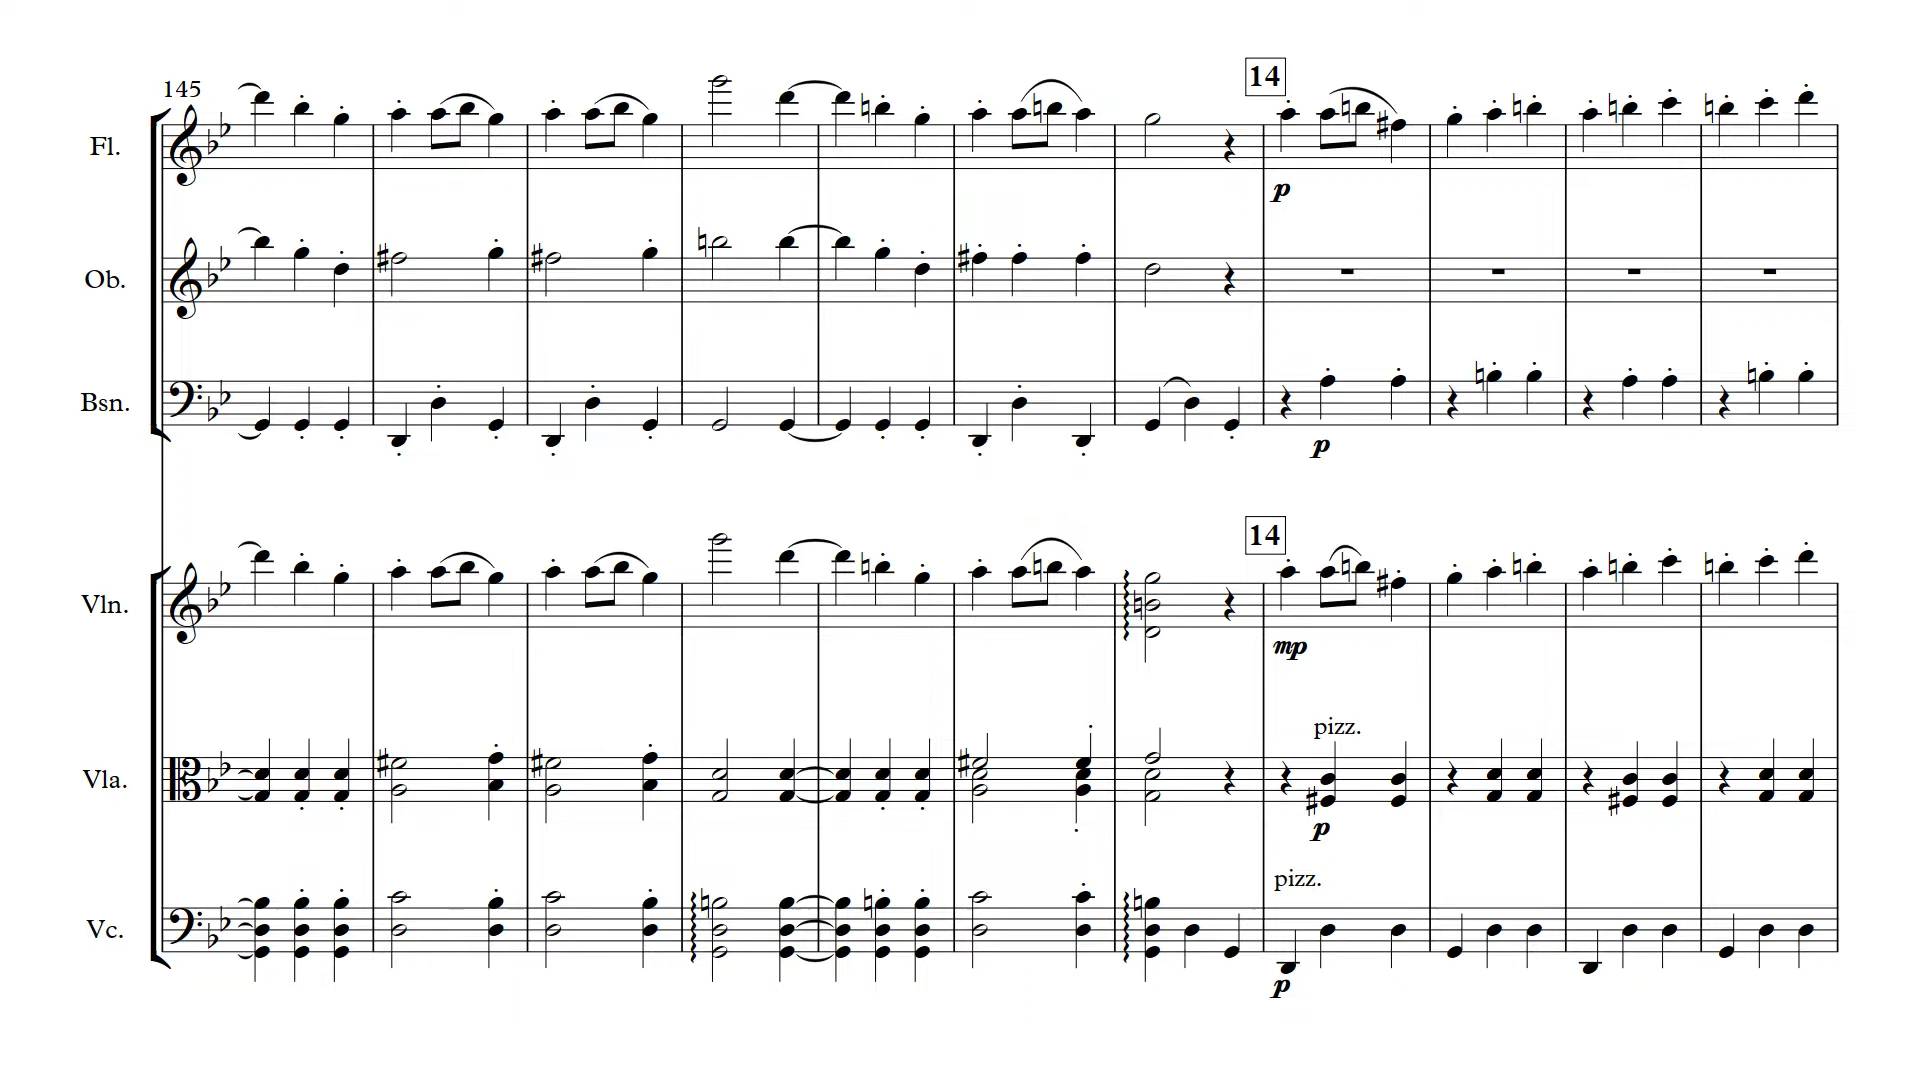 145
14
Fl.
p
Ob.
Bsn.
p
14
Vln.
mp
pizz.
Vla.
p
pizz.
Vc.
p